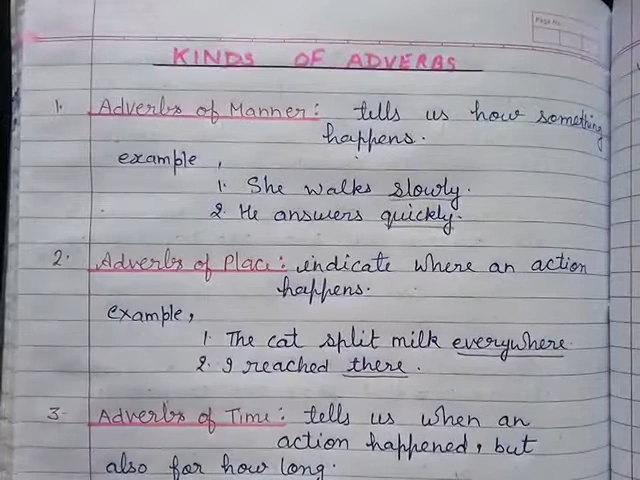 PAGE No.
KINDS OF ADVERBS
1. Adverbs of Manner: tells us how something
happens.
example,
1. She walks slowly.
2. He answers quickly.
2. Adverbs of Place: indicate where an action
happens.
example,
1. The cat split milk everywhere.
2. I reached there.
3. Adverbs of Time: tells us when an
action happened, but
also for how long.